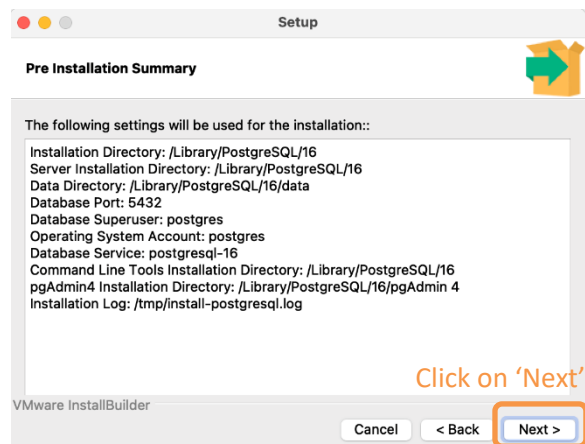 Setup
Pre Installation Summary
The following settings will be used for the installation::
Installation Directory: /Library/PostgreSQL/16
Server Installation Directory: /Library/PostgreSQL/16
Data Directory: /Library/PostgreSQL/16/data
Database Port: 5432
Database Superuser: postgres
Operating System Account: postgres
Database Service: postgresql-16
Command Line Tools Installation Directory: /Library/PostgreSQL/16
pgAdmin4 Installation Directory: /Library/PostgreSQL/16/pgAdmin 4
Installation Log: /tmp/install-postgresql.log
Click on ‘Next’
VMware InstallBuilder
Cancel < Back Next >